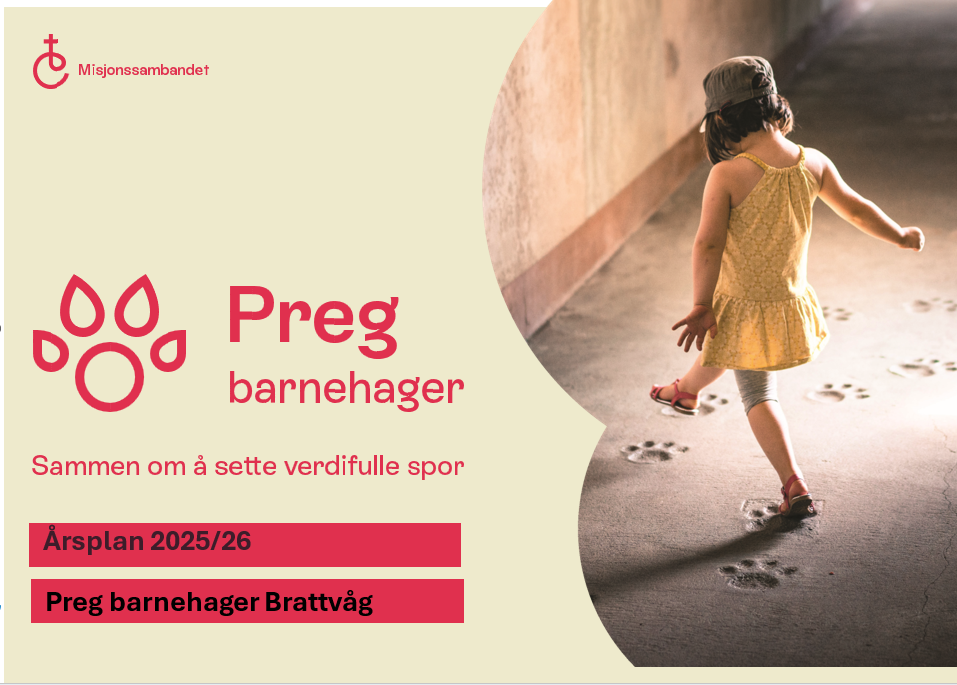 Misjonssambandet
Preg
barnehager
Sammen om å sette verdifulle spor
Årsplan 2025/26
Preg barnehager Brattvåg